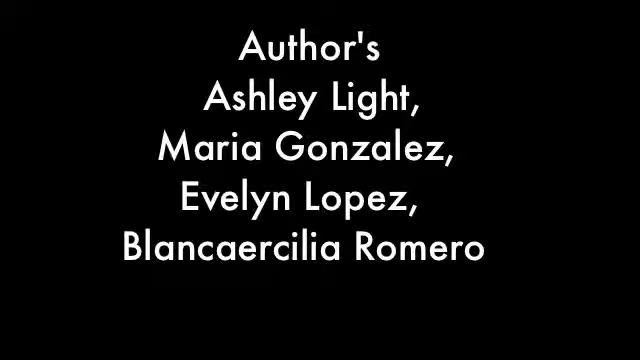 Author's
Ashley Light,
Maria Gonzalez,
Evelyn Lopez,
Blancaercilia Romero